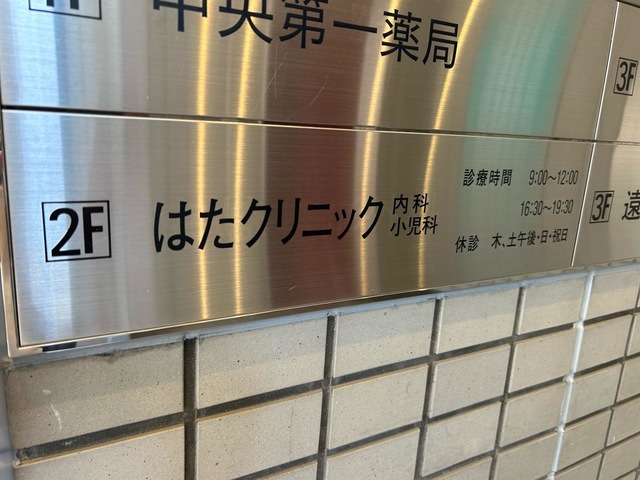 中央第一薬局
3F
2F
はたクリニック
内科
小児科
診療時間 9:00〜12:00
16:30〜19:30
休診 木、土午後・日・祝日
3F
遠